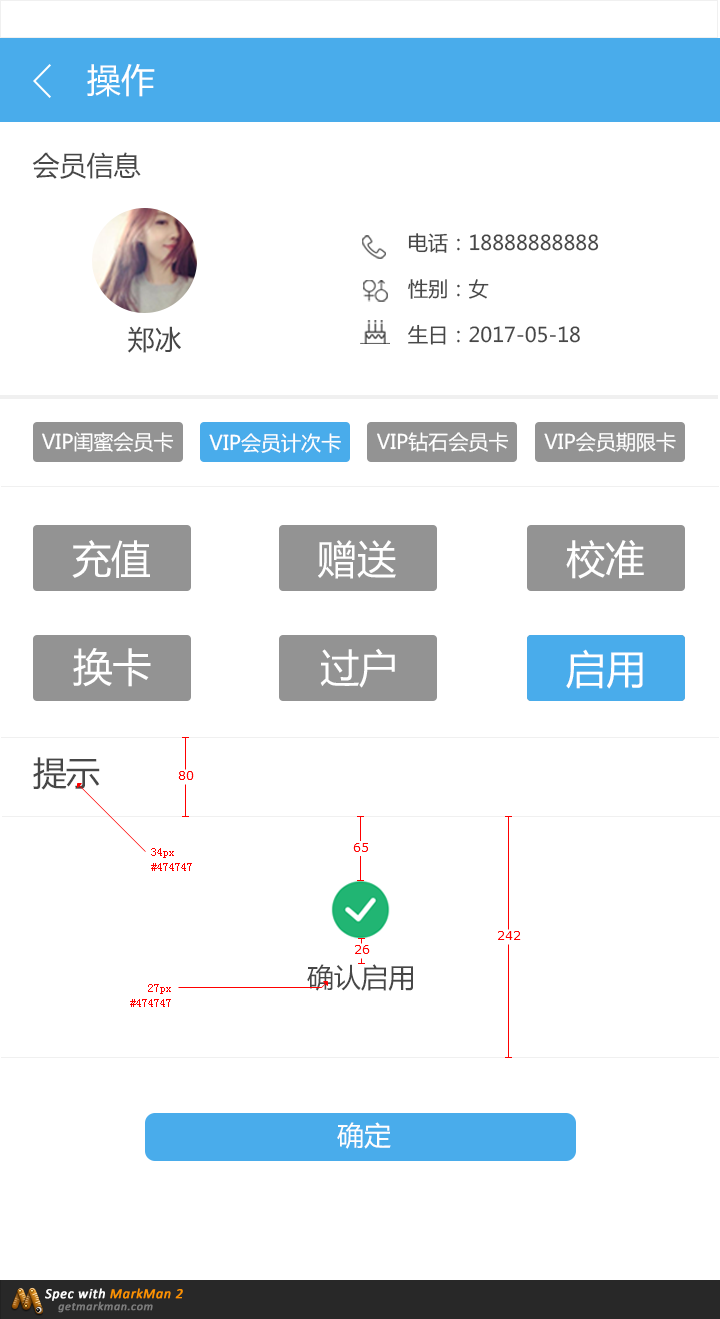 操作
会员信息
郑冰
电话：18888888888
性别：女
生日：2017-05-18
VIP闺蜜会员卡 VIP会员计次卡 VIP钻石会员卡 VIP会员期限卡
充值 赠送 校准
换卡 过户 启用
提示
80
34px
#474747
65
26
242
确认启用
27px
#474747
确定
Spec with MarkMan 2
getmarkman.com